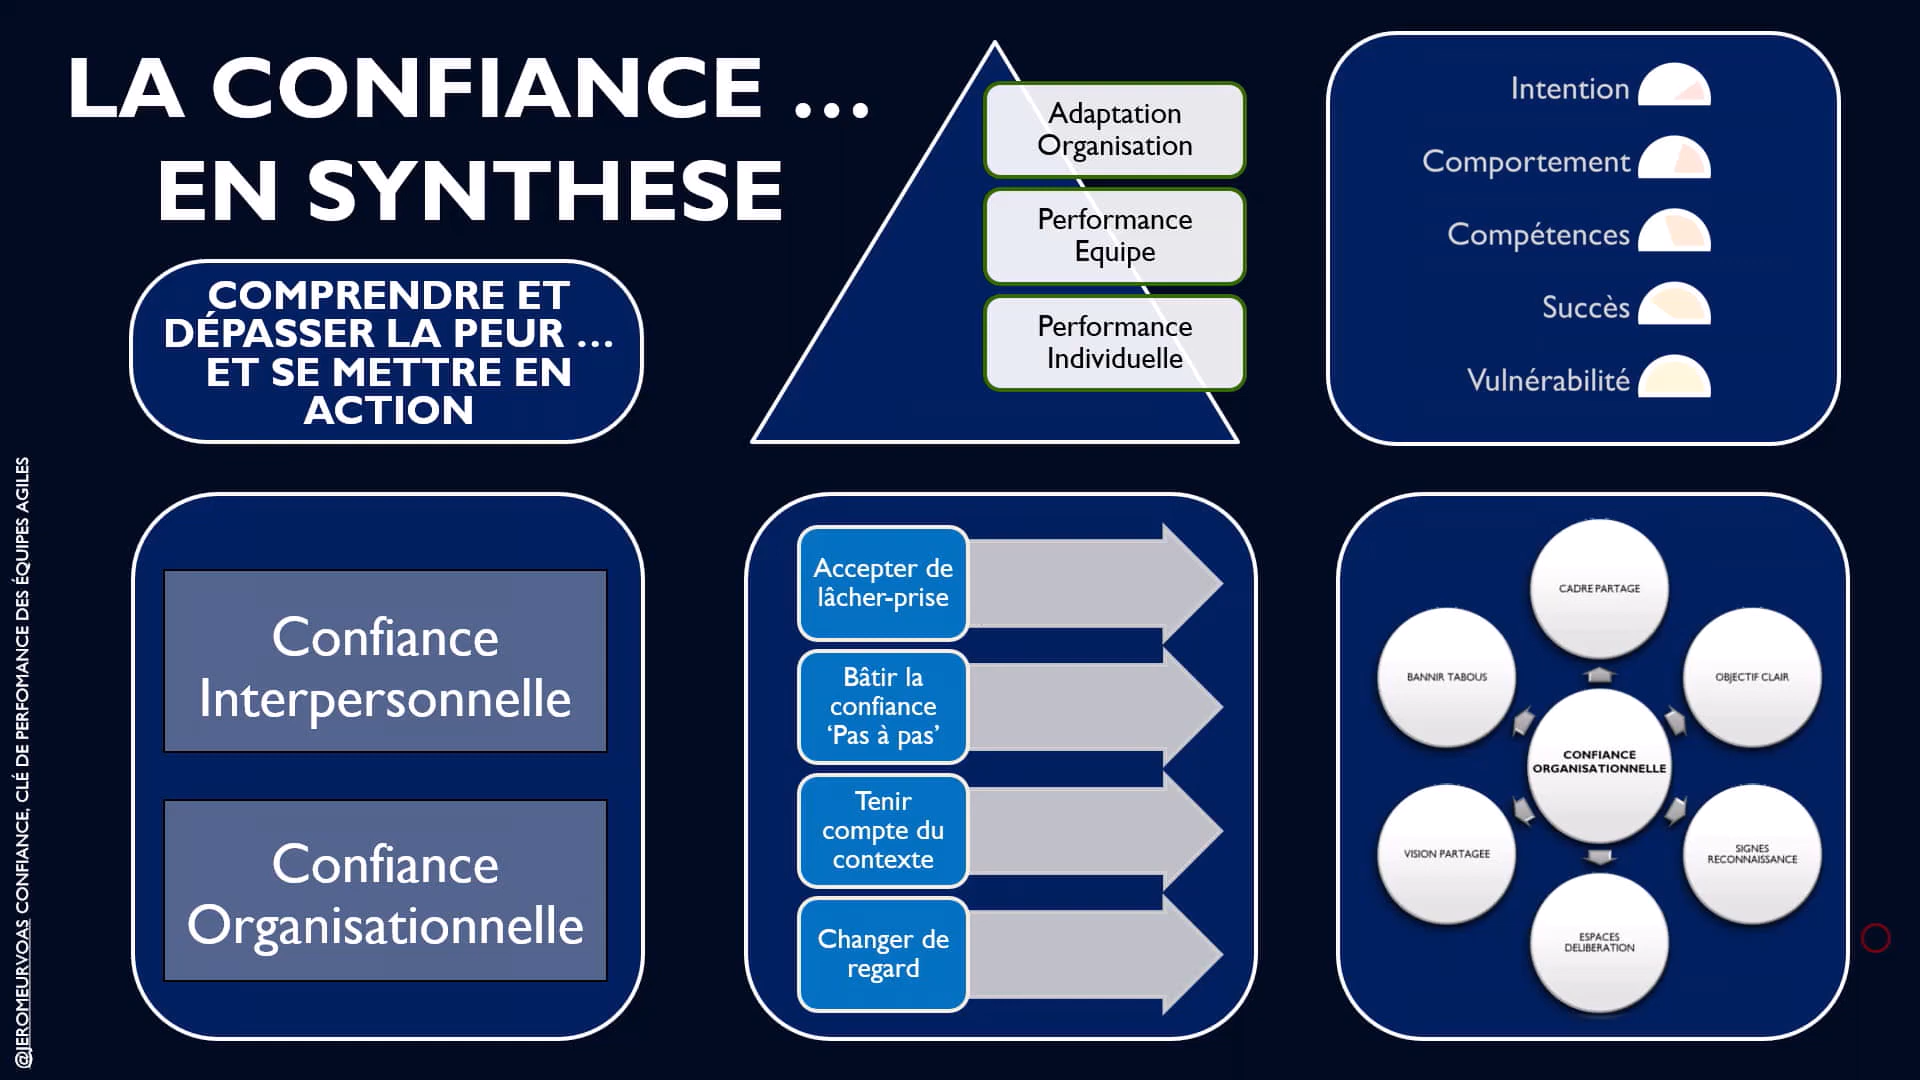 LA CONFIANCE ...
EN SYNTHESE
COMPRENDRE ET
DÉPASSER LA PEUR ...
ET SE METTRE EN
ACTION
Adaptation
Organisation
Performance
Equipe
Performance
Individuelle
Intention
Comportement
Compétences
Succès
Vulnérabilité
Confiance
Interpersonnelle
Confiance
Organisationnelle
Accepter de
lâcher-prise
Bâtir la
confiance
‘Pas à pas’
Tenir
compte du
contexte
Changer de
regard
CADRE PARTAGE
OBJECTIF CLAIR
SIGNES
RECONNAISSANCE
ESPACES
DELIBERATION
VISION PARTAGEE
BANNIR TABOUS
CONFIANCE
ORGANISATIONNELLE
@JEROMEURVOAS CONFIANCE, CLÉ DE PERFOMANCE DES ÉQUIPES AGILES